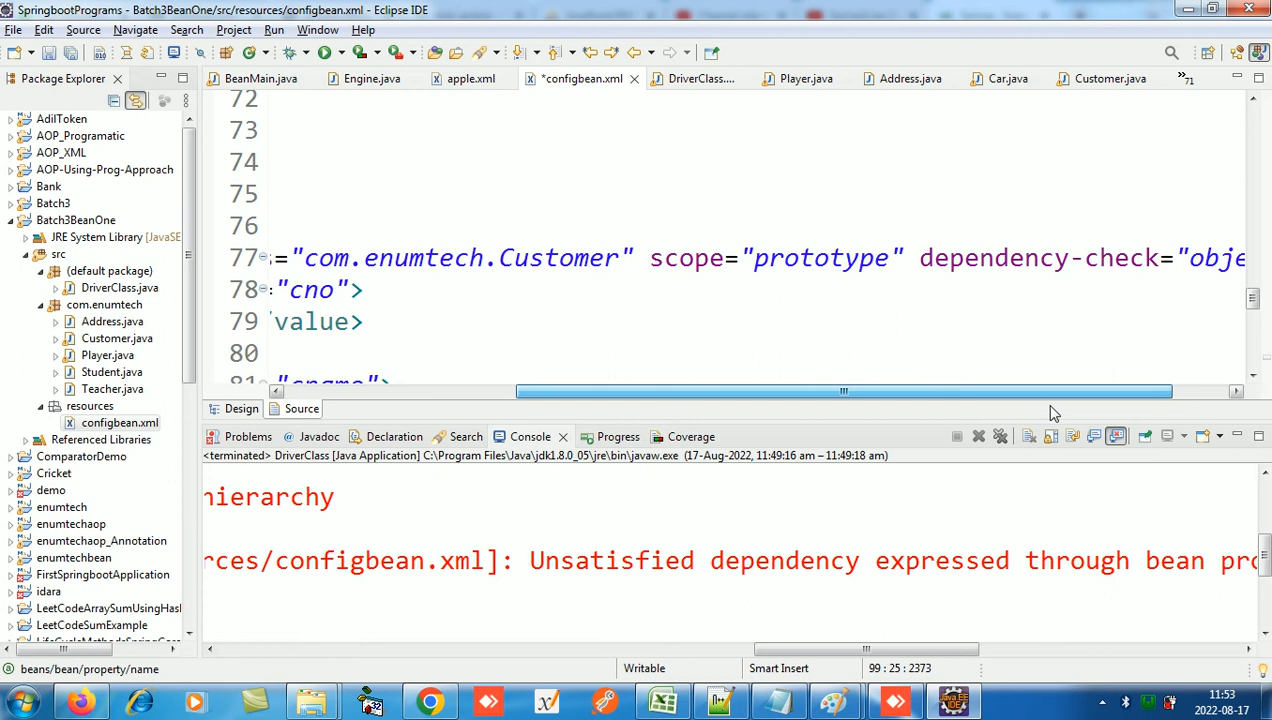 SpringbootPrograms - Batch3BeanOne/src/resources/configbean.xml - Eclipse IDE
File Edit Source Navigate Search Project Run Window Help
Package Explorer
BeanMain.java Engine.java apple.xml *configbean.xml DriverClass.... Player.java Address.java Car.java Customer.java »71
AdilToken
AOP_Programatic
AOP_XML
AOP-Using-Prog-Approach
Bank
Batch3
Batch3BeanOne
JRE System Library [JavaSE
src
(default package)
DriverClass.java
com.enumtech
Address.java
Customer.java
Player.java
Student.java
Teacher.java
resources
configbean.xml
Referenced Libraries
ComparatorDemo
Cricket
demo
enumtech
enumtechaop
enumtechaop_Annotation
enumtechbean
FirstSpringbootApplication
idara
LeetCodeArraySumUsingHasl
LeetCodeSumExample
72
73
74
75
76
77 s="com.enumtech.Customer" scope="prototype" dependency-check="obje
78 ="cno">
79 /value>
80
81 "cname">
Design Source
Problems Javadoc Declaration Search Console Progress Coverage
<terminated> DriverClass [Java Application] C:\Program Files\Java\jdk1.8.0_05\jre\bin\javaw.exe (17-Aug-2022, 11:49:16 am – 11:49:18 am)
hierarchy
rces/configbean.xml]: Unsatisfied dependency expressed through bean pro
beans/bean/property/name Writable Smart Insert 99 : 25 : 2373
11:53
2022-08-17